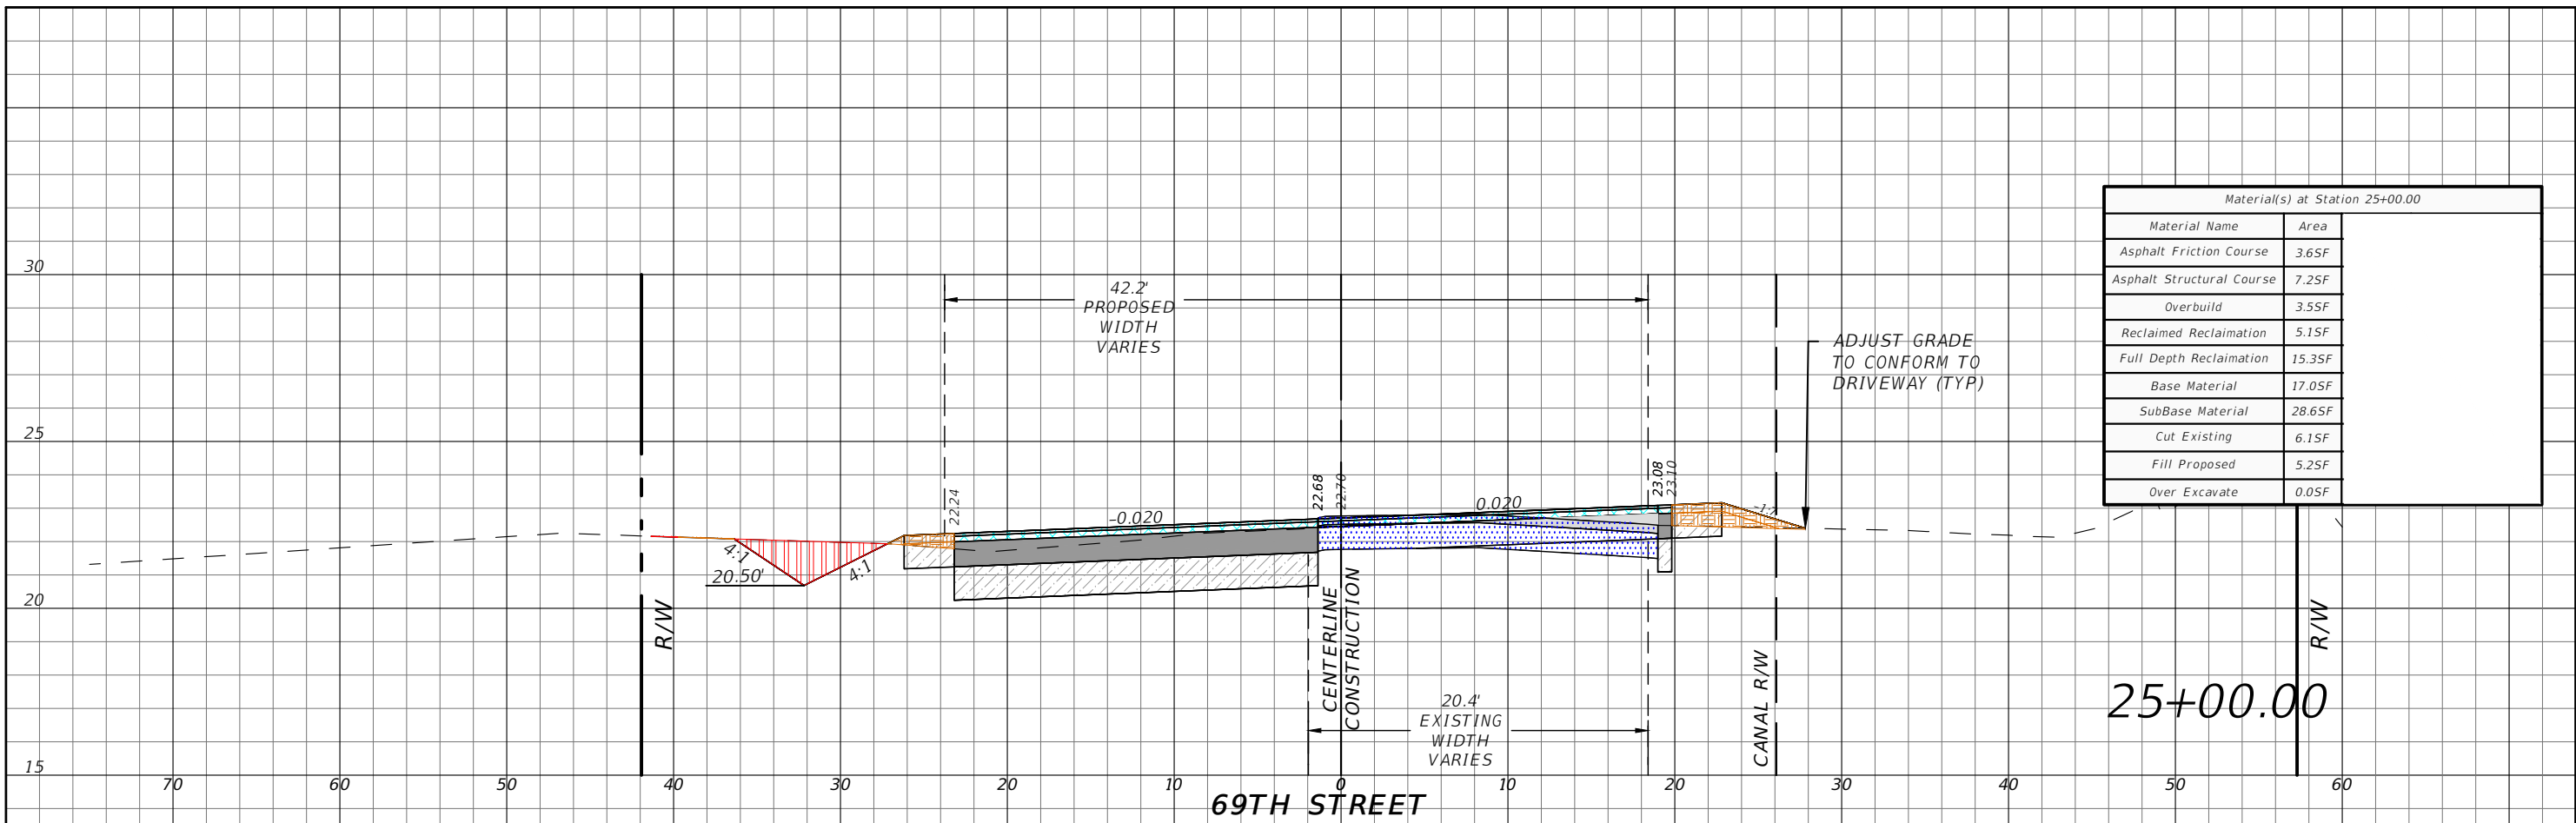 Material(s) at Station 25+00.00
Material Name Area
Asphalt Friction Course 3.6SF
Asphalt Structural Course 7.2SF
Overbuild 3.5SF
Reclaimed Reclaimation 5.1SF
Full Depth Reclaimation 15.3SF
Base Material 17.0SF
SubBase Material 28.6SF
Cut Existing 6.1SF
Fill Proposed 5.2SF
Over Excavate 0.0SF
30
25
20
15
42.2'
PROPOSED
WIDTH
VARIES
ADJUST GRADE
TO CONFORM TO
DRIVEWAY (TYP)
22.24
-0.020
22.68
22.70
0.020
23.08
23.10
4:1
20.50'
4:1
R/W
CENTERLINE
CONSTRUCTION
20.4'
EXISTING
WIDTH
VARIES
CANAL R/W
R/W
25+00.00
70 60 50 40 30 20 10 0 10 20 30 40 50 60
69TH STREET